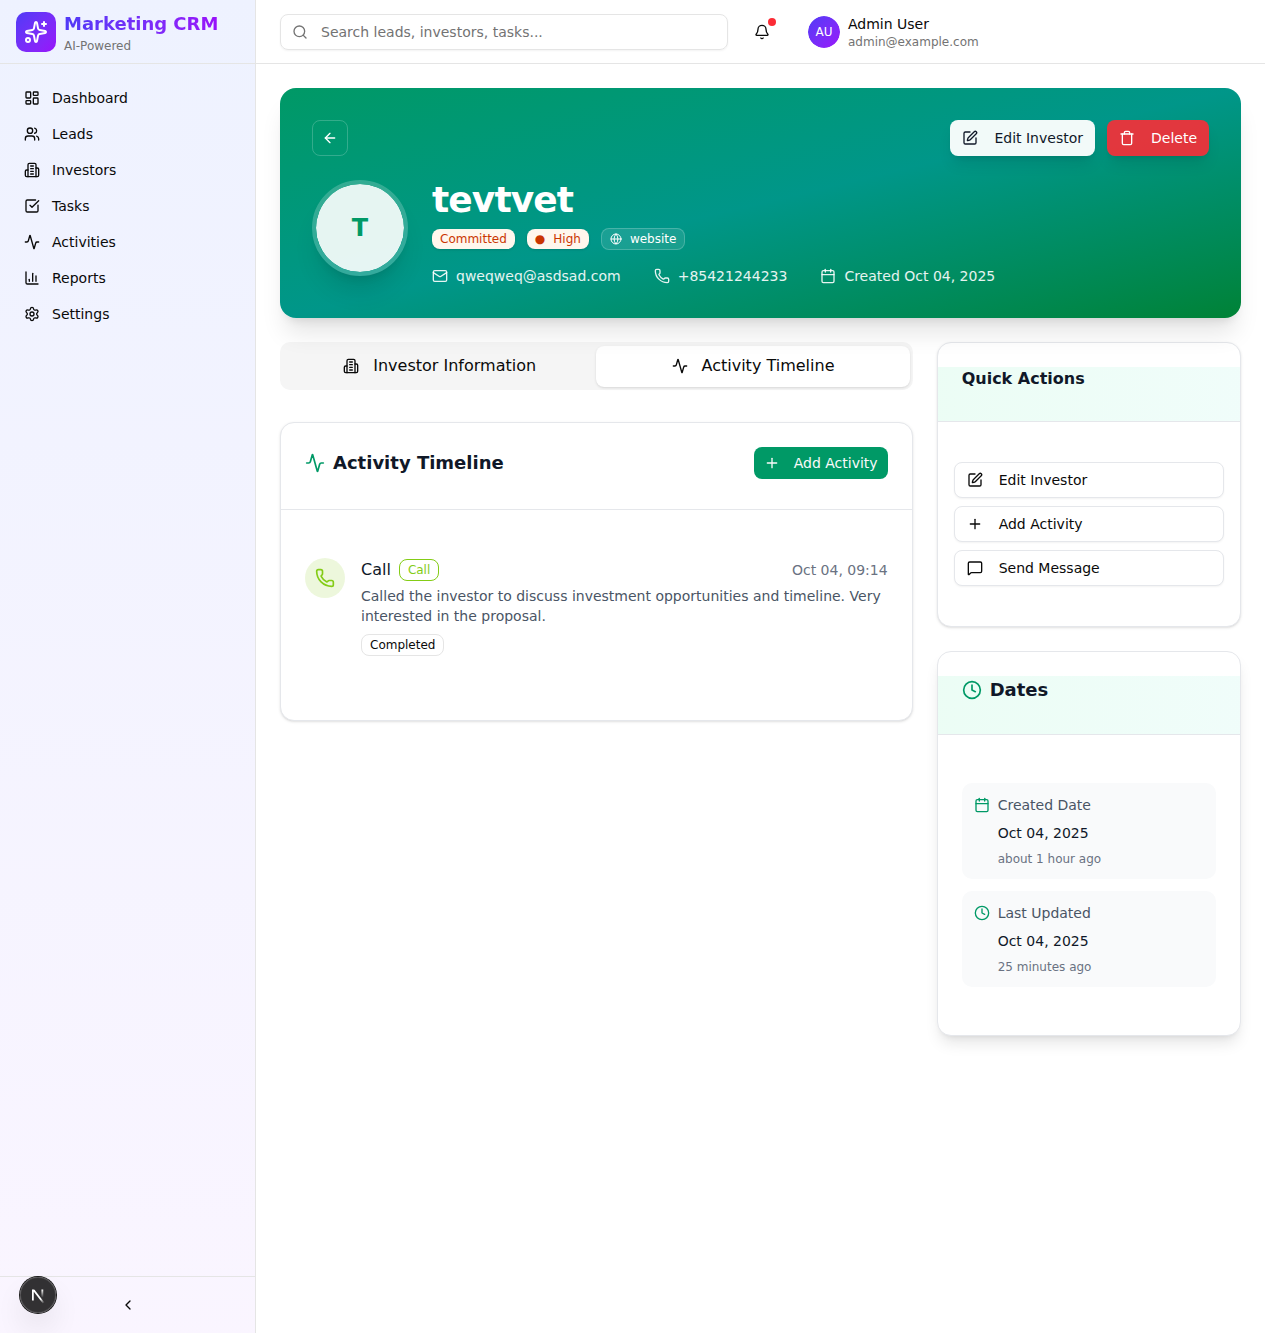 Marketing CRM
AI-Powered
Search leads, investors, tasks...
AU
Admin User
admin@example.com
Dashboard
Leads
Investors
Tasks
Activities
Reports
Settings
Edit Investor
Delete
T
tevtvet
Committed
High
website
qweqweq@asdsad.com
+85421244233
Created Oct 04, 2025
Investor Information
Activity Timeline
Activity Timeline
Add Activity
Call
Call
Oct 04, 09:14
Called the investor to discuss investment opportunities and timeline. Very
interested in the proposal.
Completed
Quick Actions
Edit Investor
Add Activity
Send Message
Dates
Created Date
Oct 04, 2025
about 1 hour ago
Last Updated
Oct 04, 2025
25 minutes ago
N